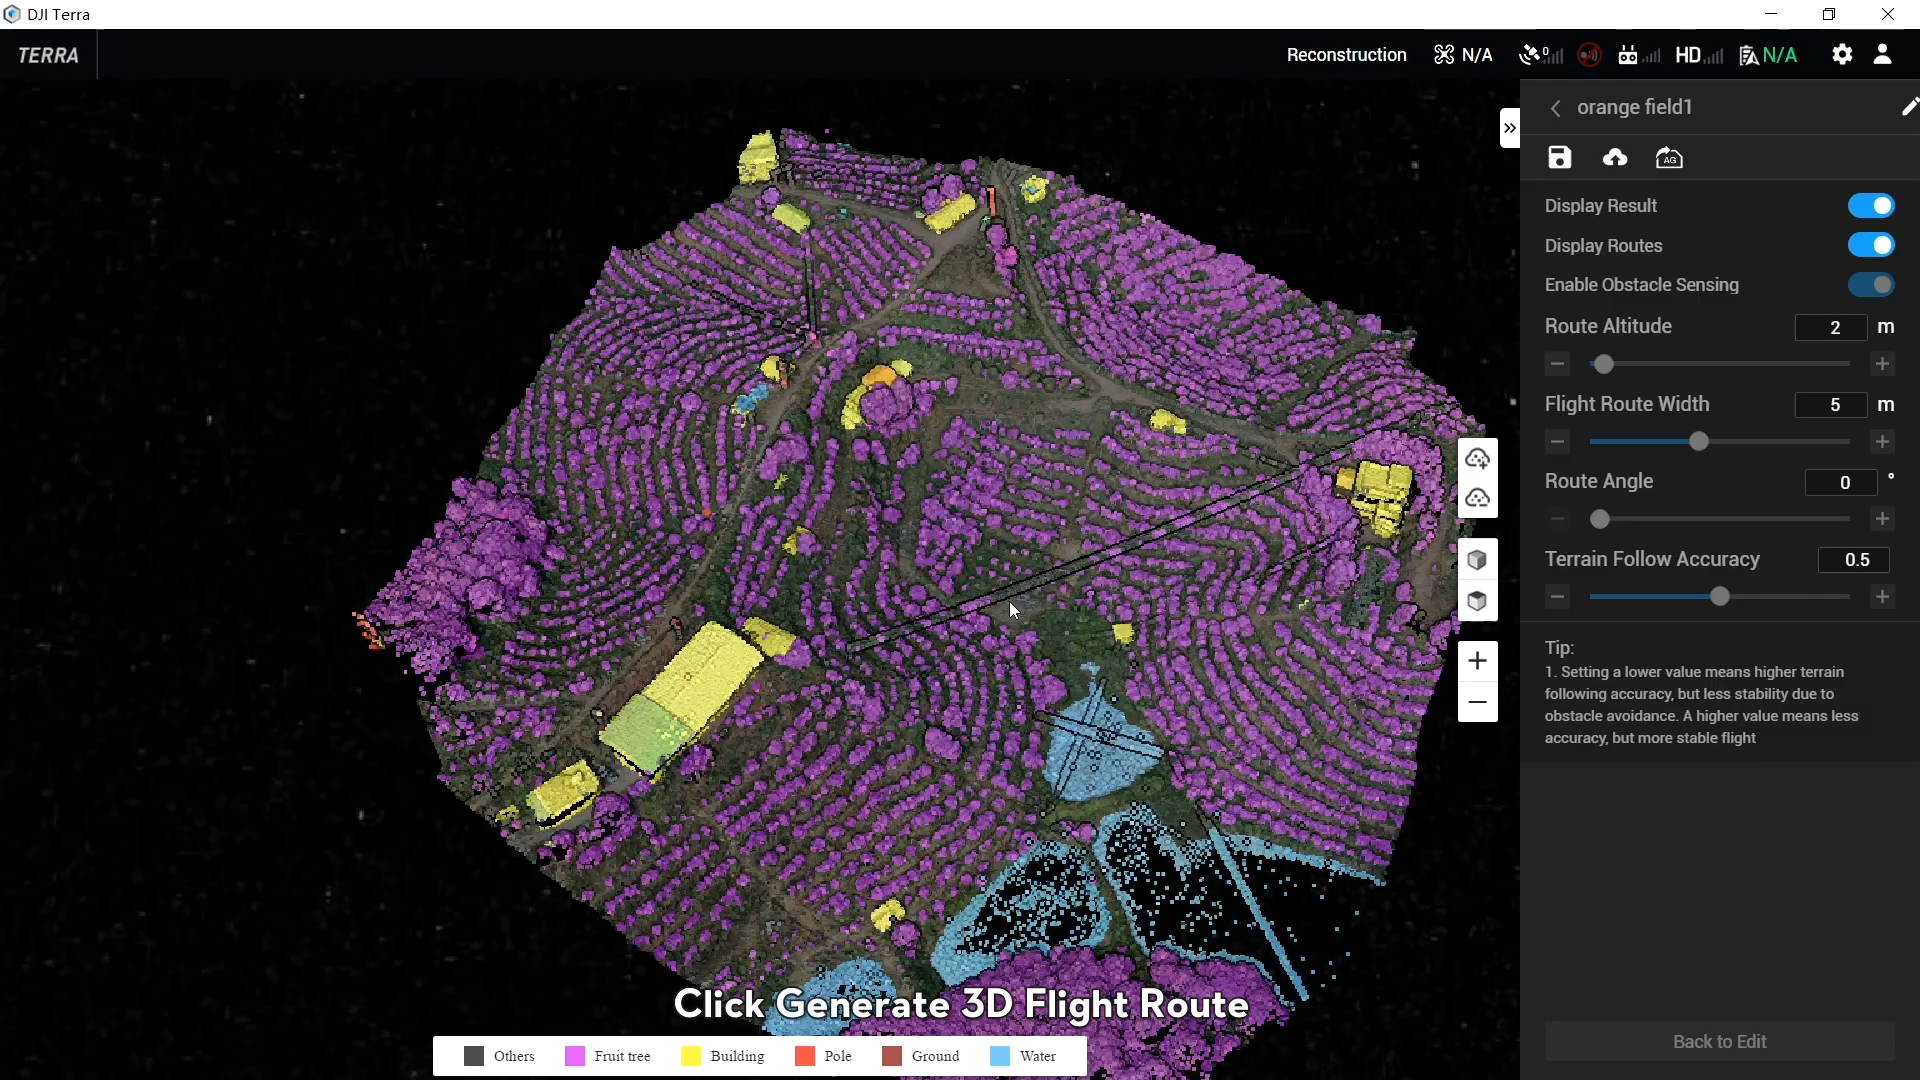 DJI Terra
TERRA
Reconstruction
N/A
0
HD
N/A
orange field1
AG
Display Result
Display Routes
Enable Obstacle Sensing
Route Altitude
2 m
Flight Route Width
5 m
Route Angle
0 °
Terrain Follow Accuracy
0.5
Tip:
1. Setting a lower value means higher terrain
following accuracy, but less stability due to
obstacle avoidance. A higher value means less
accuracy, but more stable flight
Click Generate 3D Flight Route
Others Fruit tree Building Pole Ground Water
Back to Edit